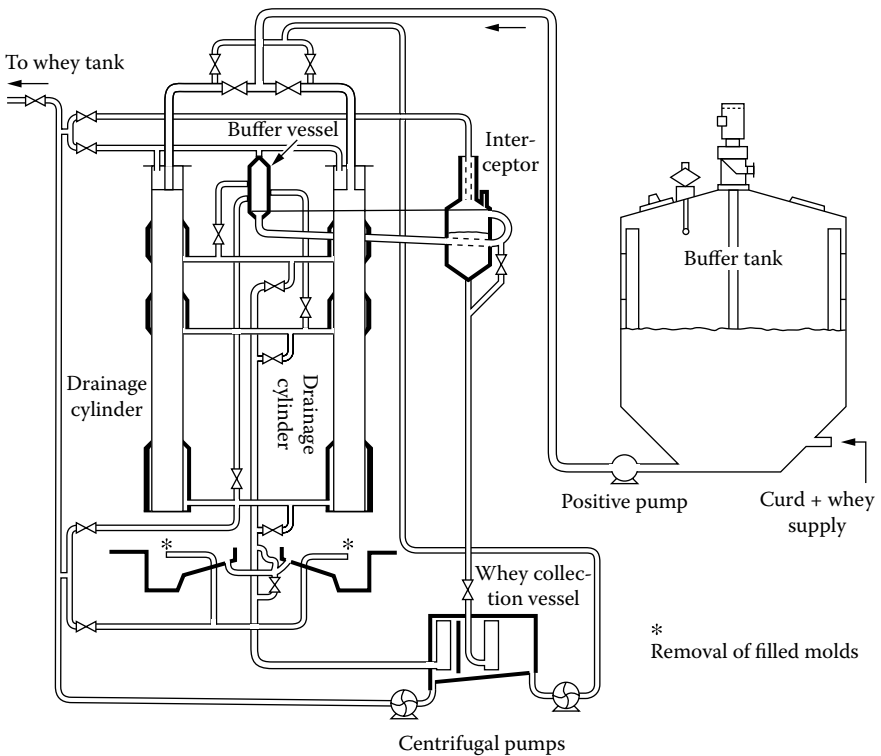 To whey tank
Buffer vessel
Inter-
ceptor
Buffer tank
Drainage
cylinder
Drainage
cylinder
Positive pump
Curd + whey
supply
*
*
Whey collec-
tion vessel
*
Removal of filled molds
Centrifugal pumps